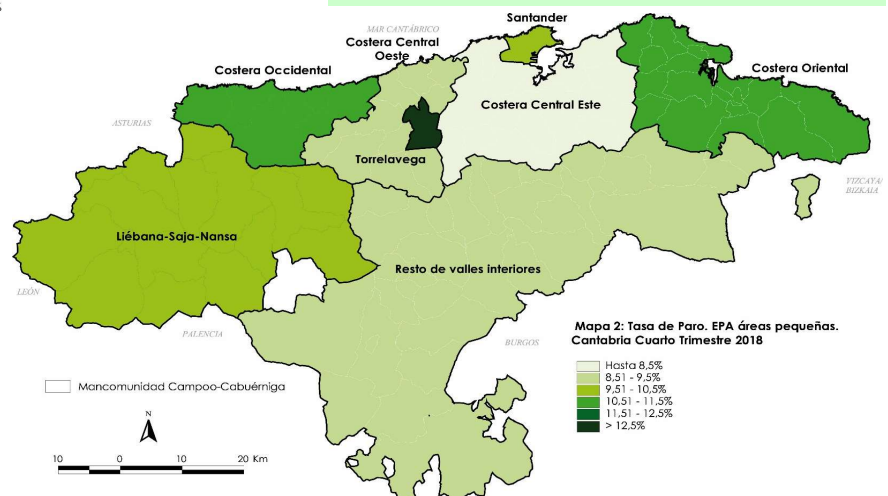 Santander
MAR CANTÁBRICO
Costera Central
Oeste
Costera Occidental
Costera Oriental
Costera Central Este
ASTURIAS
Torrelavega
VIZCAYA/
BIZKAIA
Liébana-Saja-Nansa
Resto de valles interiores
LEÓN
PALENCIA
BURGOS
Mapa 2: Tasa de Paro. EPA áreas pequeñas.
Cantabria Cuarto Trimestre 2018
Hasta 8,5%
8,51 - 9,5%
9,51 - 10,5%
10,51 - 11,5%
11,51 - 12,5%
> 12,5%
Mancomunidad Campoo-Cabuérniga
N
10 0 10 20 Km